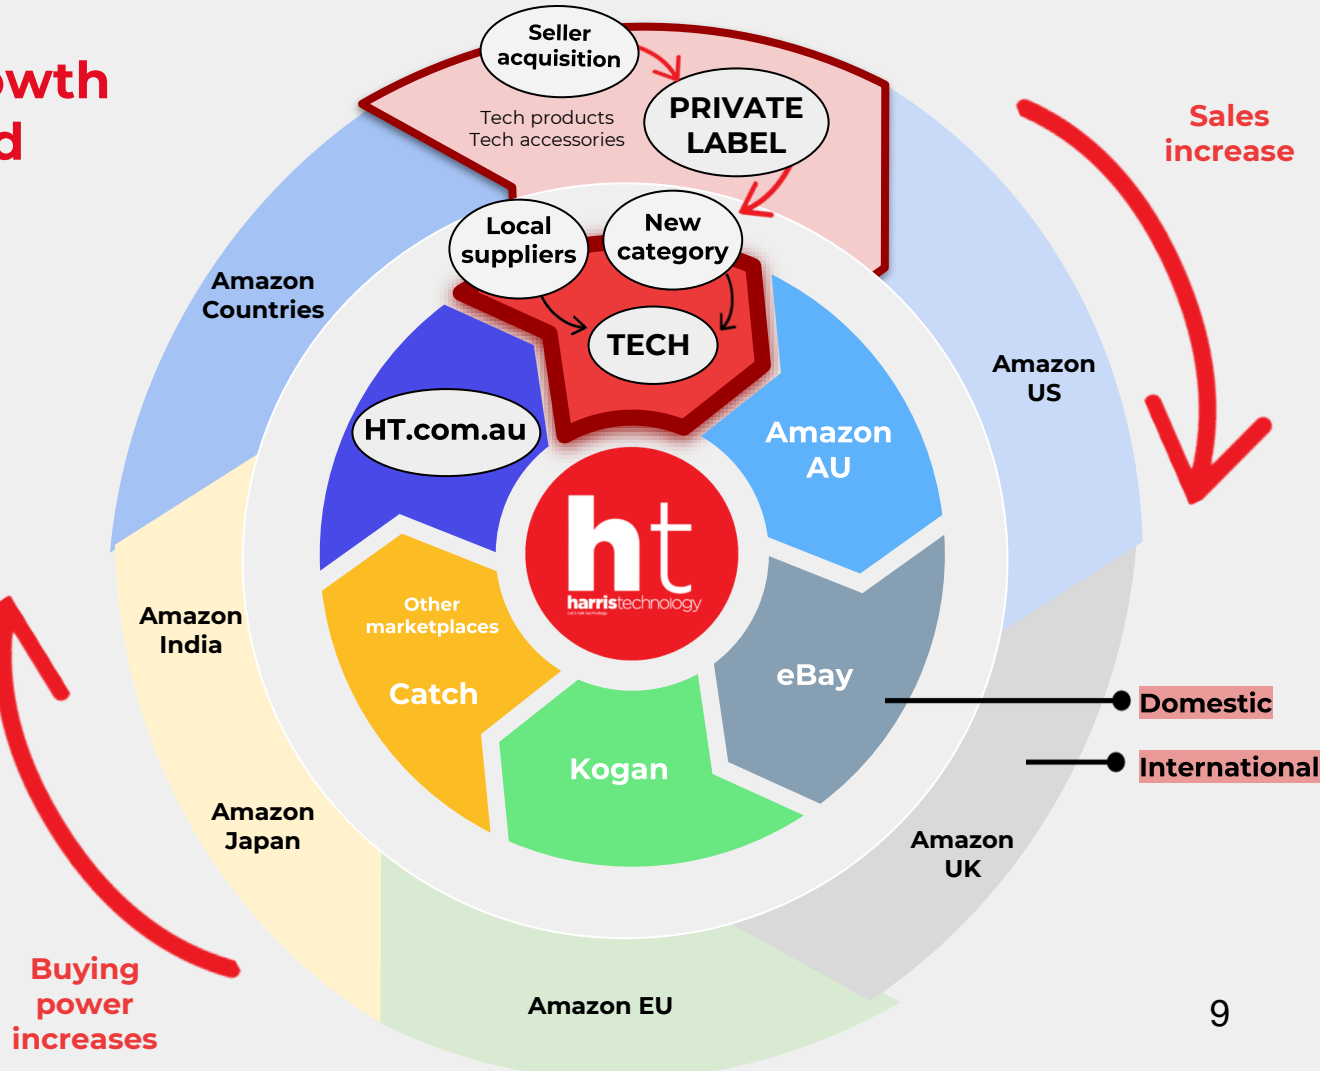 owth
d
Seller
acquisition
PRIVATE
LABEL
Tech products
Tech accessories
Sales
increase
Local
suppliers
New
category
TECH
Amazon
Countries
HT.com.au
Amazon
AU
Amazon
US
ht
harristechnology
Other
marketplaces
Catch
Amazon
India
eBay
Domestic
International
Kogan
Amazon
Japan
Amazon
UK
Buying
power
increases
Amazon EU
9